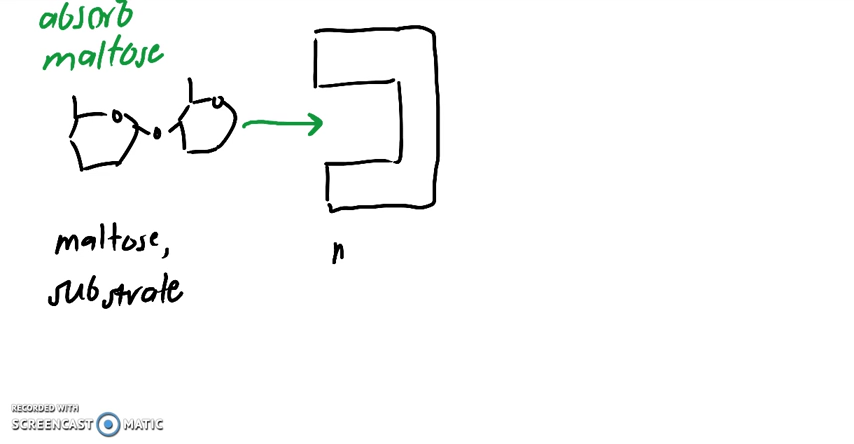 absorb
maltose
O
O
O
maltose,
substrate
n
RECORDED WITH
SCREENCAST MATIC